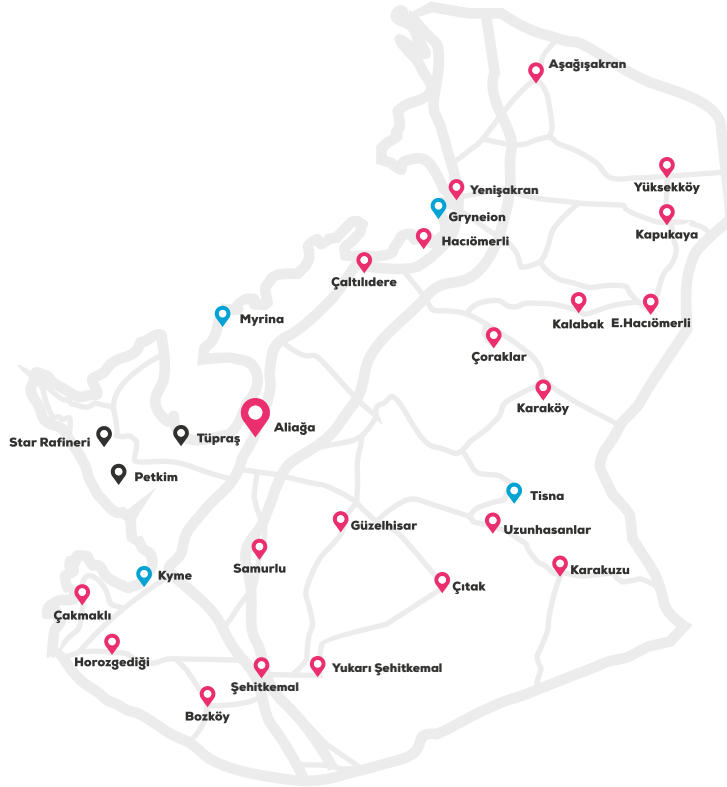 Aşağışakran
Yüksekköy
Yenişakran
Gryneion
Kapukaya
Hacıömerli
Çaltılıdere
Myrina
Kalabak
E.Hacıömerli
Çoraklar
Karaköy
Aliağa
Star Rafineri
Tüpraş
Petkim
Tisna
Güzelhisar
Uzunhasanlar
Samurlu
Karakuzu
Kyme
Çıtak
Çakmaklı
Horozgediği
Yukarı Şehitkemal
Şehitkemal
Bozköy